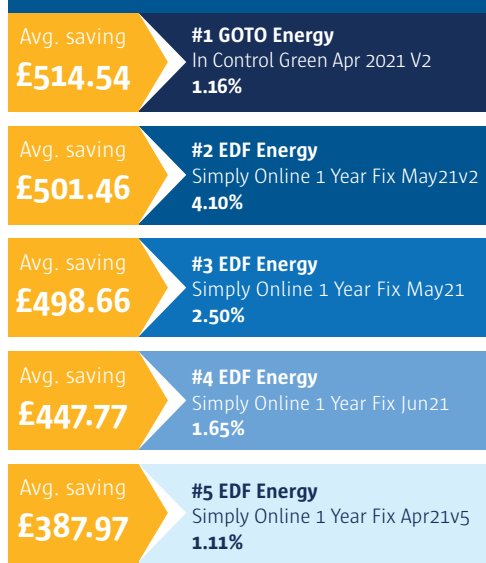 Avg. saving
£514.54
#1 GOTO Energy
In Control Green Apr 2021 V2
1.16%
Avg. saving
£501.46
#2 EDF Energy
Simply Online 1 Year Fix May21v2
4.10%
Avg. saving
£498.66
#3 EDF Energy
Simply Online 1 Year Fix May21
2.50%
Avg. saving
£447.77
#4 EDF Energy
Simply Online 1 Year Fix Jun21
1.65%
Avg. saving
£387.97
#5 EDF Energy
Simply Online 1 Year Fix Apr21v5
1.11%